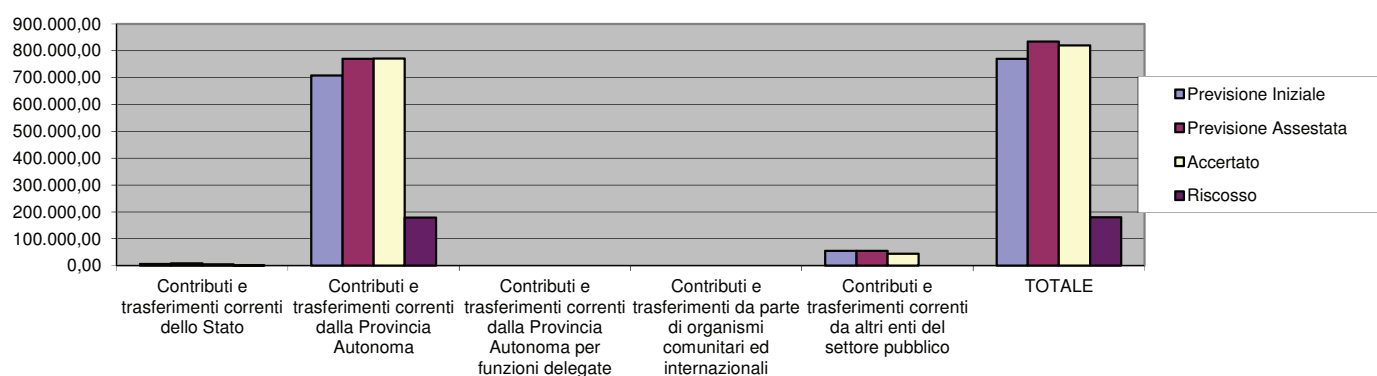 900.000,00
800.000,00
700.000,00
600.000,00
500.000,00
400.000,00
300.000,00
200.000,00
100.000,00
0,00
Contributi e
trasferimenti correnti
dello Stato
Contributi e
trasferimenti correnti
dalla Provincia
Autonoma
Contributi e
trasferimenti correnti
dalla Provincia
Autonoma per
funzioni delegate
Contributi e
trasferimenti da parte
di organismi
comunitari ed
internazionali
Contributi e
trasferimenti correnti
da altri enti del
settore pubblico
TOTALE
Previsione Iniziale
Previsione Assestata
Accertato
Riscosso